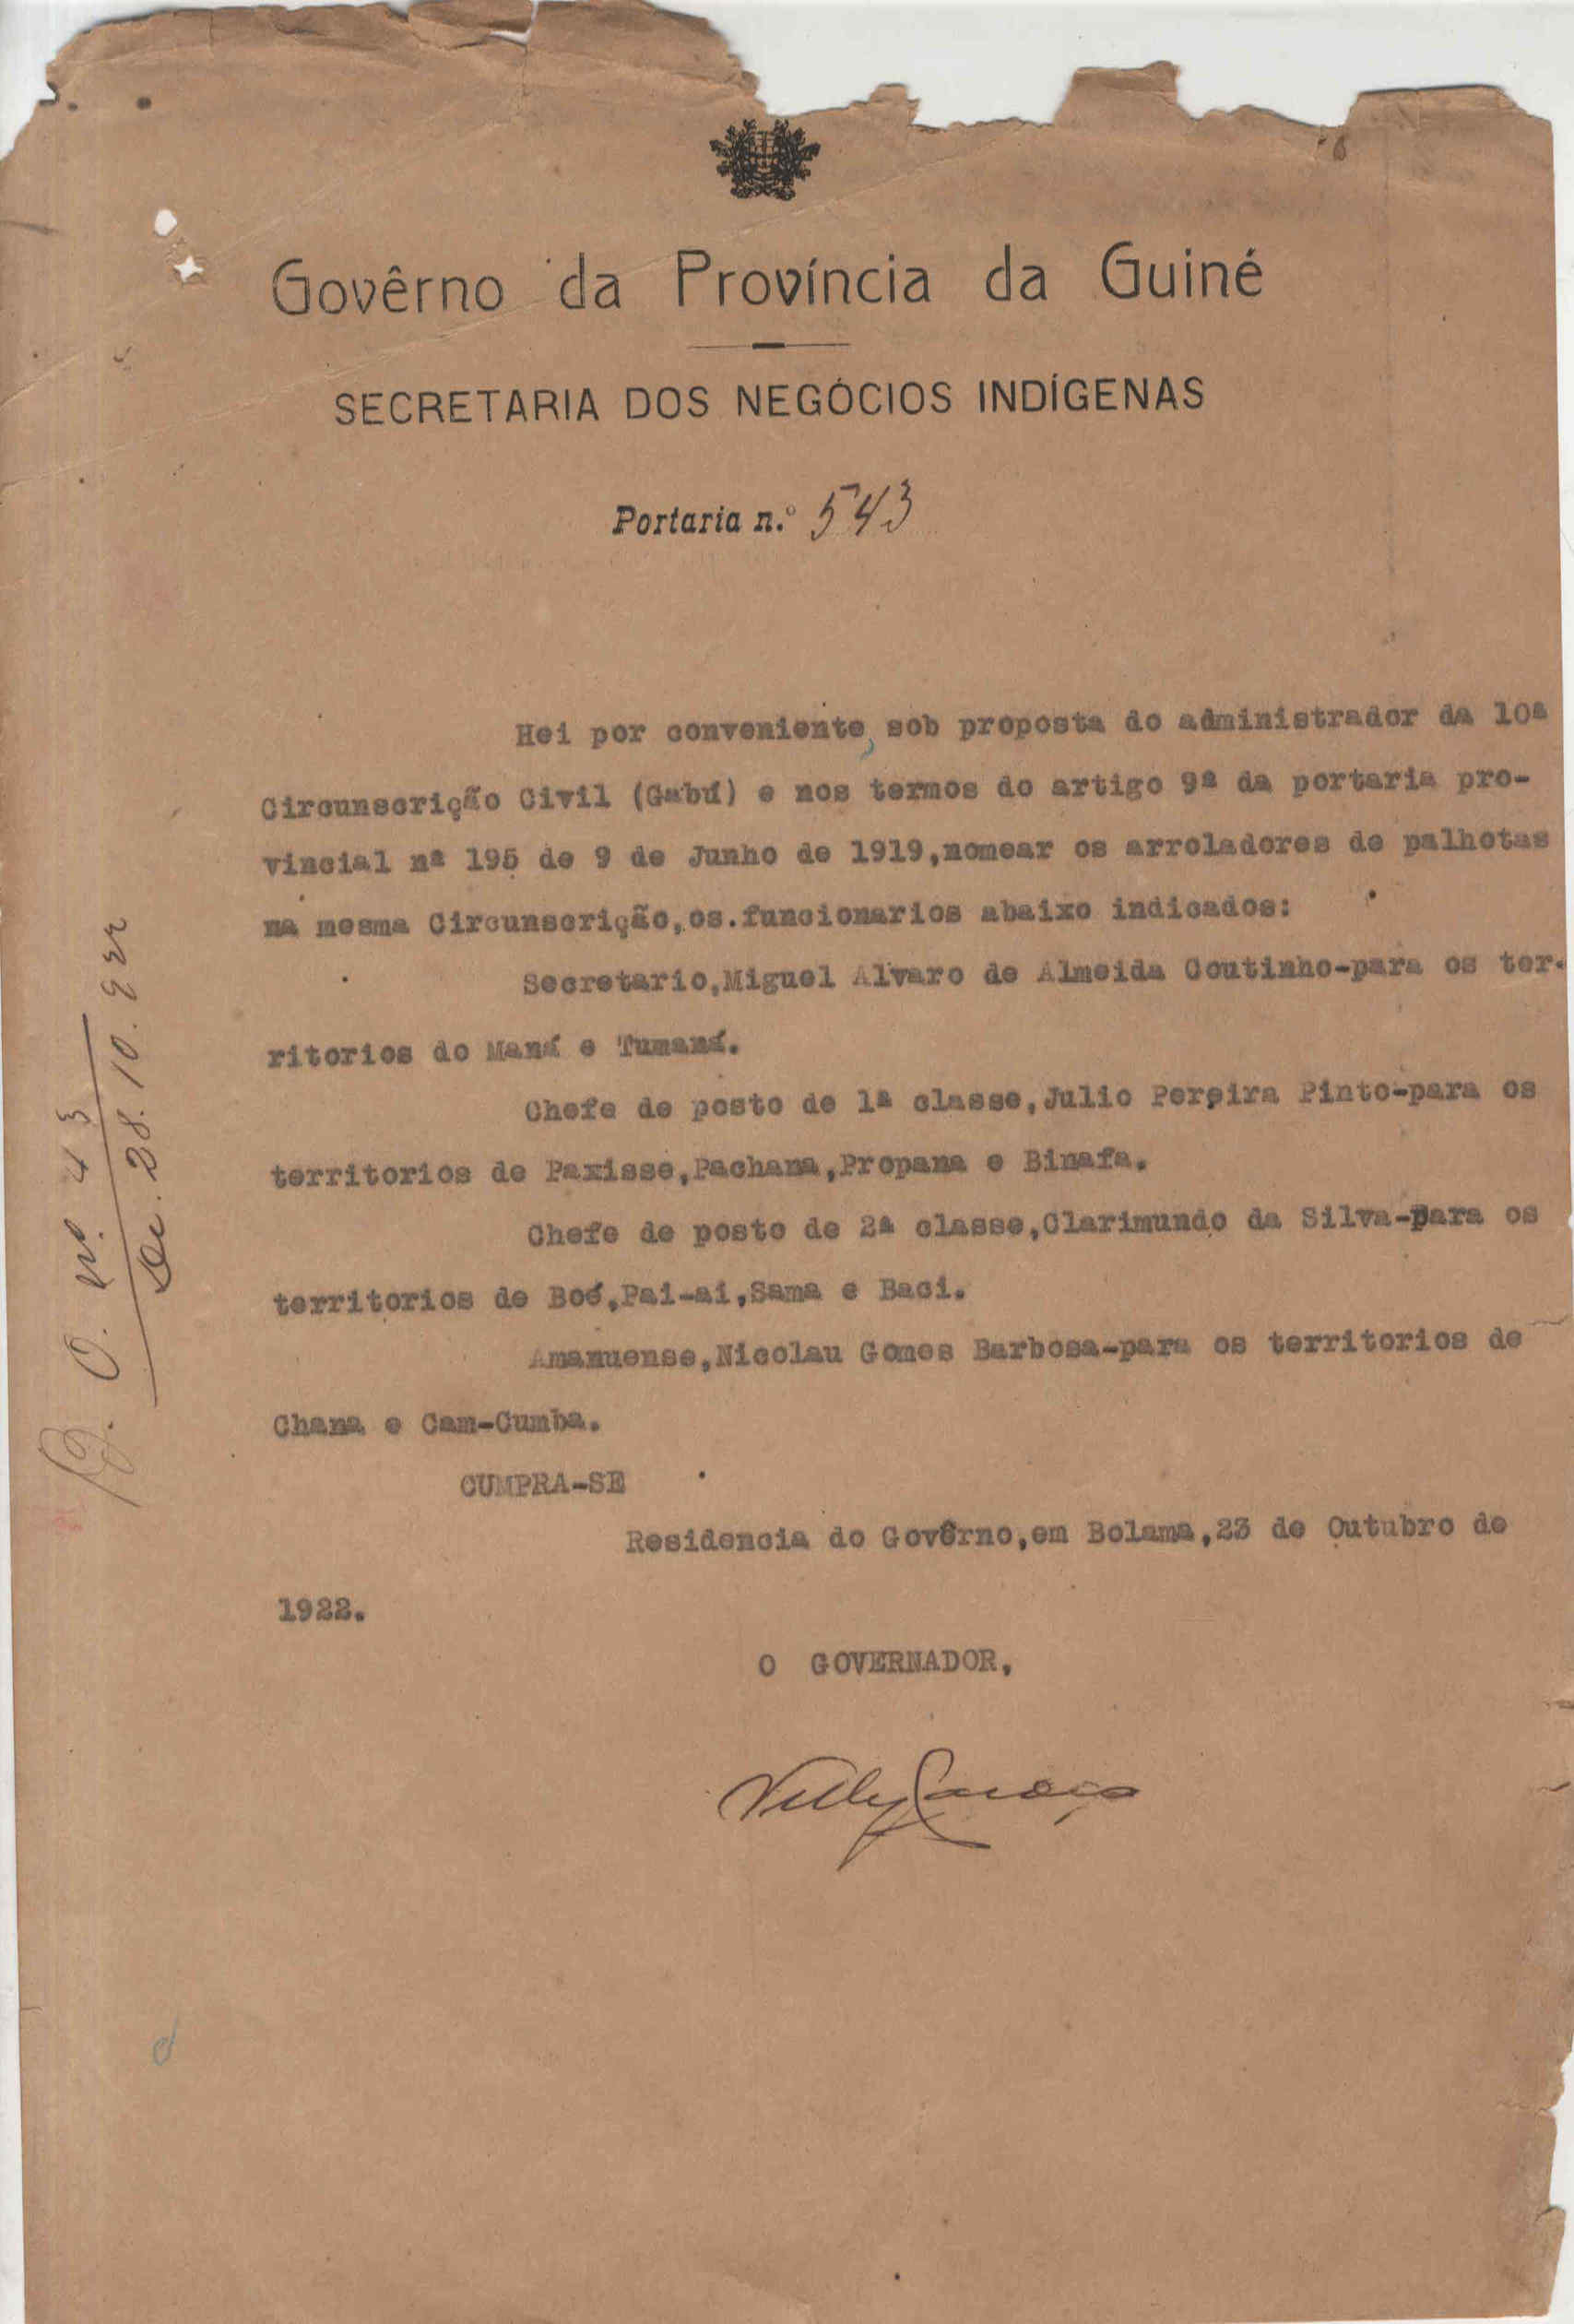 Govêrno da Província da Guiné
SECRETARIA DOS NEGÓCIOS INDÍGENAS
Portaria n.º 543
Hei por conveniente, sob proposta do administrador da 10ª
Circunscrição Civil (Gabú) e nos termos do artigo 9ª da portaria pro-
vincial nª 195 de 9 de Junho de 1919,nomear os arroladores de palhotas
na mesma Circunscrição,os.funcionarios abaixo indicados:
Secretario,Miguel Alvaro de Almeida Coutinho-para os ter-
ritorios do Maná e Tumaná.
Chefe de posto de 1ª classe,Julio Pereira Pinto-para os
territorios de Paxisse,Pachana,Propana e Binafa.
Chefe de posto de 2ª classe,Clarimundo da Silva-para os
territorios de Boé,Pai-ai,Sama e Baci.
Amanuense,Nicolau Gomes Barbosa-para os territorios de
Chana e Cam-Cumba.
CUMPRA-SE
Residencia do Govêrno,em Bolama,23 de Outubro de
1922.
O GOVERNADOR,
B. O. nº. 43
De. 28.10.922